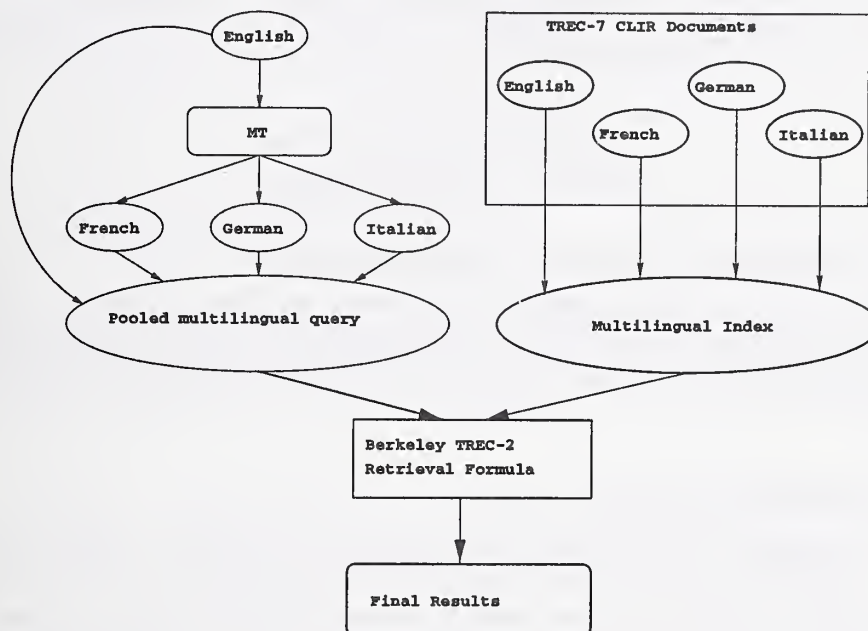 English
MT
French
German
Italian
Pooled multilingual query
TREC-7 CLIR Documents
English
German
French
Italian
Multilingual Index
Berkeley TREC-2
Retrieval Formula
Final Results